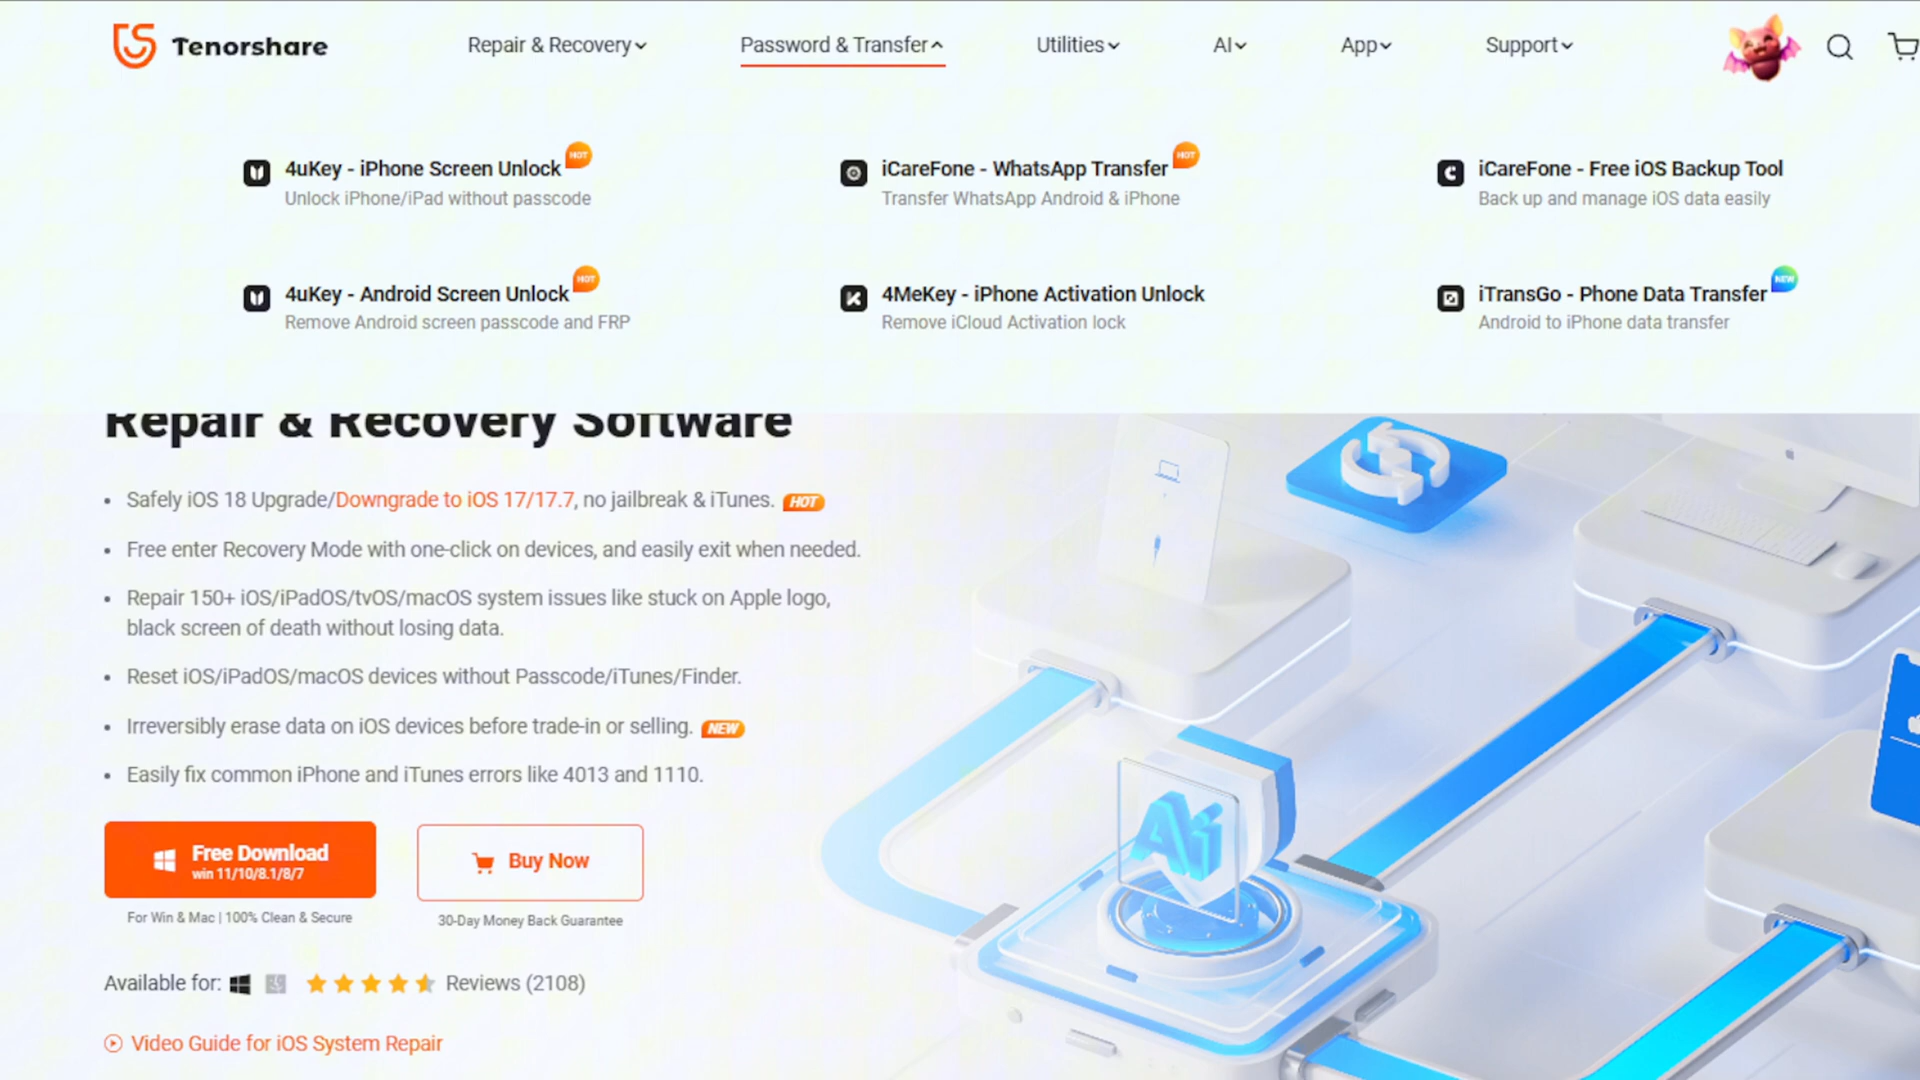 Tenorshare
Repair & Recovery
Password & Transfer
Utilities
AI
App
Support
4uKey - iPhone Screen Unlock HOT
Unlock iPhone/iPad without passcode
iCareFone - WhatsApp Transfer HOT
Transfer WhatsApp Android & iPhone
iCareFone - Free iOS Backup Tool
Back up and manage iOS data easily
4uKey - Android Screen Unlock HOT
Remove Android screen passcode and FRP
4MeKey - iPhone Activation Unlock
Remove iCloud Activation lock
iTransGo - Phone Data Transfer NEW
Android to iPhone data transfer
Repair & Recovery Software
Safely iOS 18 Upgrade/Downgrade to iOS 17/17.7, no jailbreak & iTunes. HOT
Free enter Recovery Mode with one-click on devices, and easily exit when needed.
Repair 150+ iOS/iPadOS/tvOS/macOS system issues like stuck on Apple logo,
black screen of death without losing data.
Reset iOS/iPadOS/macOS devices without Passcode/iTunes/Finder.
Irreversibly erase data on iOS devices before trade-in or selling. NEW
Easily fix common iPhone and iTunes errors like 4013 and 1110.
Free Download
win 11/10/8.1/8/7
Buy Now
For Win & Mac | 100% Clean & Secure
30-Day Money Back Guarantee
Available for:
Reviews (2108)
Video Guide for iOS System Repair
Ai